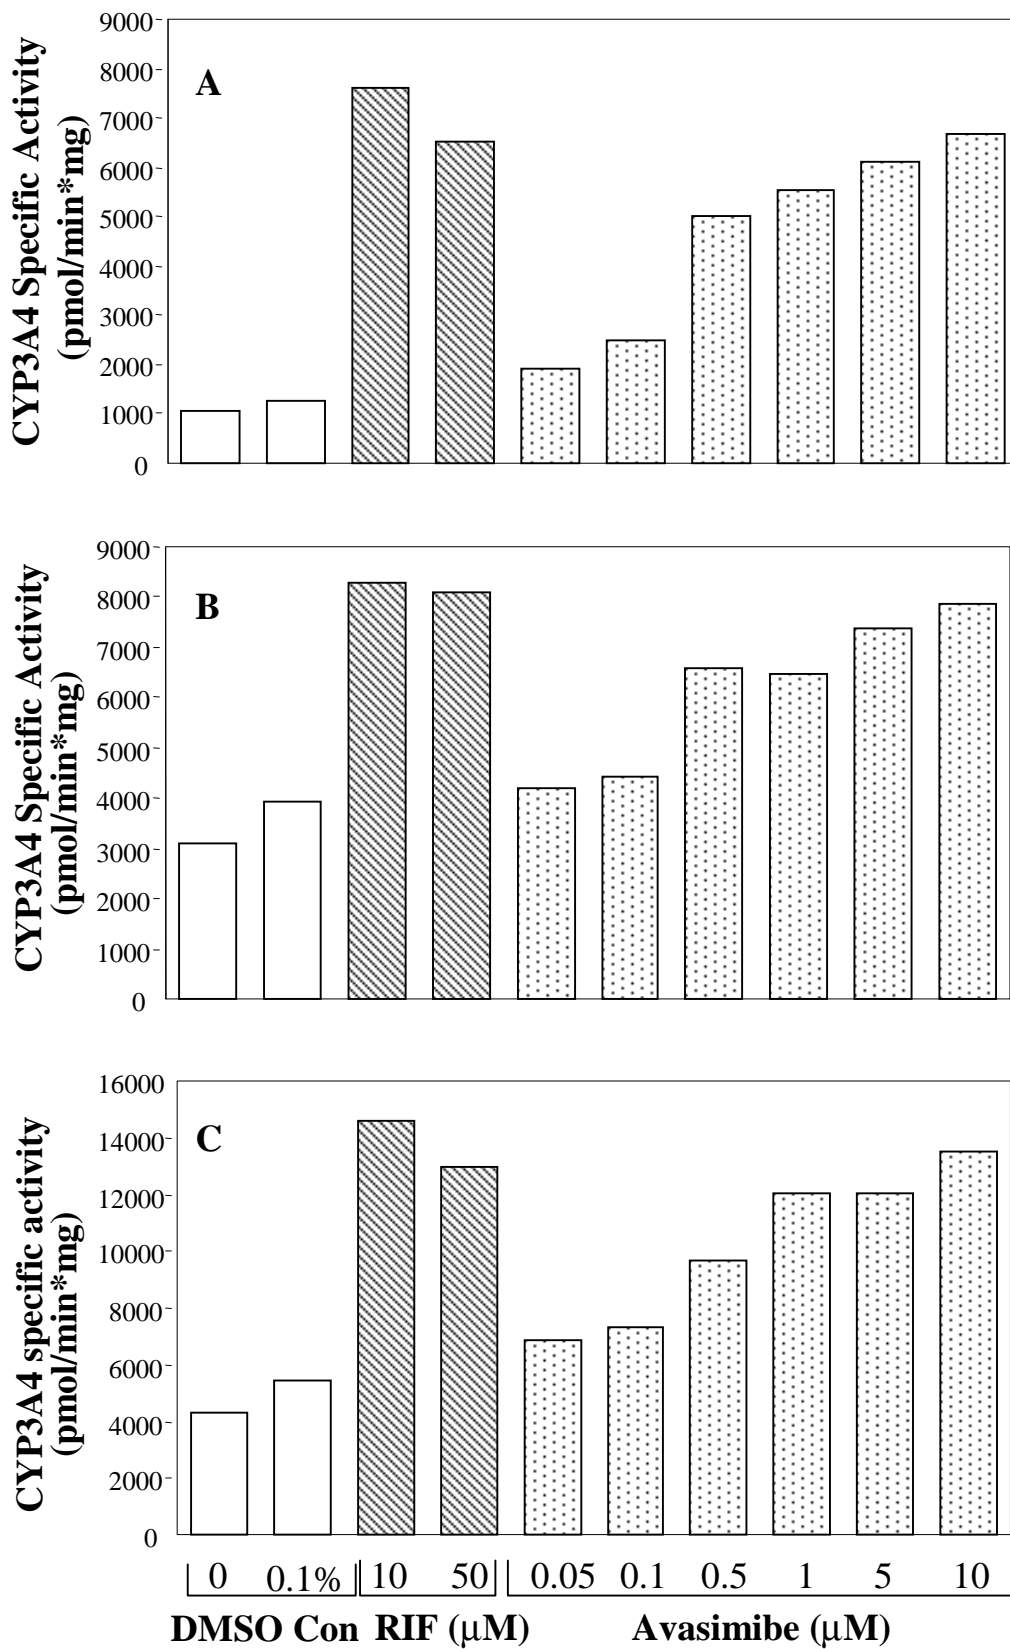 CYP3A4 Specific Activity
(pmol/min*mg)
9000
8000
7000
6000
5000
4000
3000
2000
1000
0
A
CYP3A4 Specific Activity
(pmol/min*mg)
9000
8000
7000
6000
5000
4000
3000
2000
1000
0
B
CYP3A4 specific activity
(pmol/min*mg)
16000
14000
12000
10000
8000
6000
4000
2000
0
C
0 0.1% 10 50 0.05 0.1 0.5 1 5 10
DMSO Con RIF (μM) Avasimibe (μM)